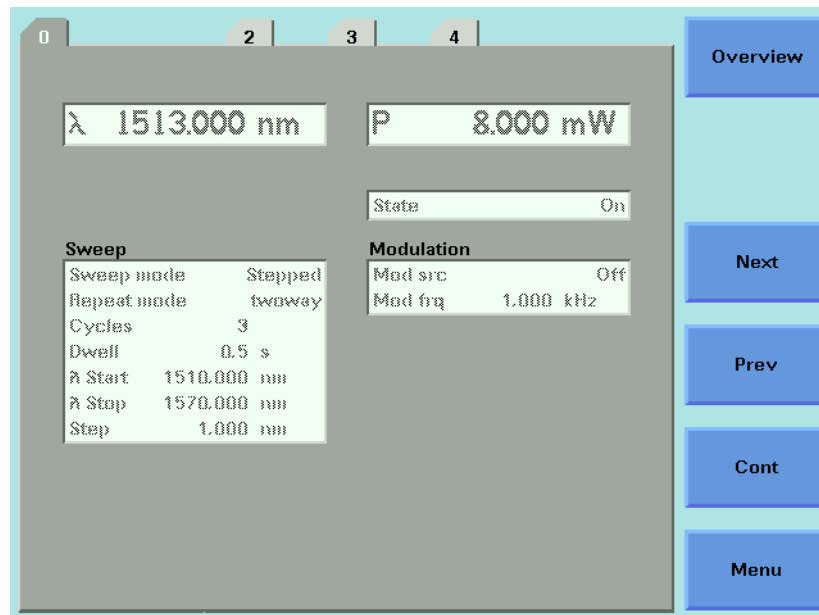 0 2 3 4
Overview
λ 1513.000 nm P 8.000 mW
State On
Sweep
Sweep mode Stepped
Repeat mode twoway
Cycles 3
Dwell 0.5 s
λ Start 1510.000 nm
λ Stop 1570.000 nm
Step 1.000 nm
Modulation
Mod src Off
Mod frq 1.000 kHz
Next
Prev
Cont
Menu